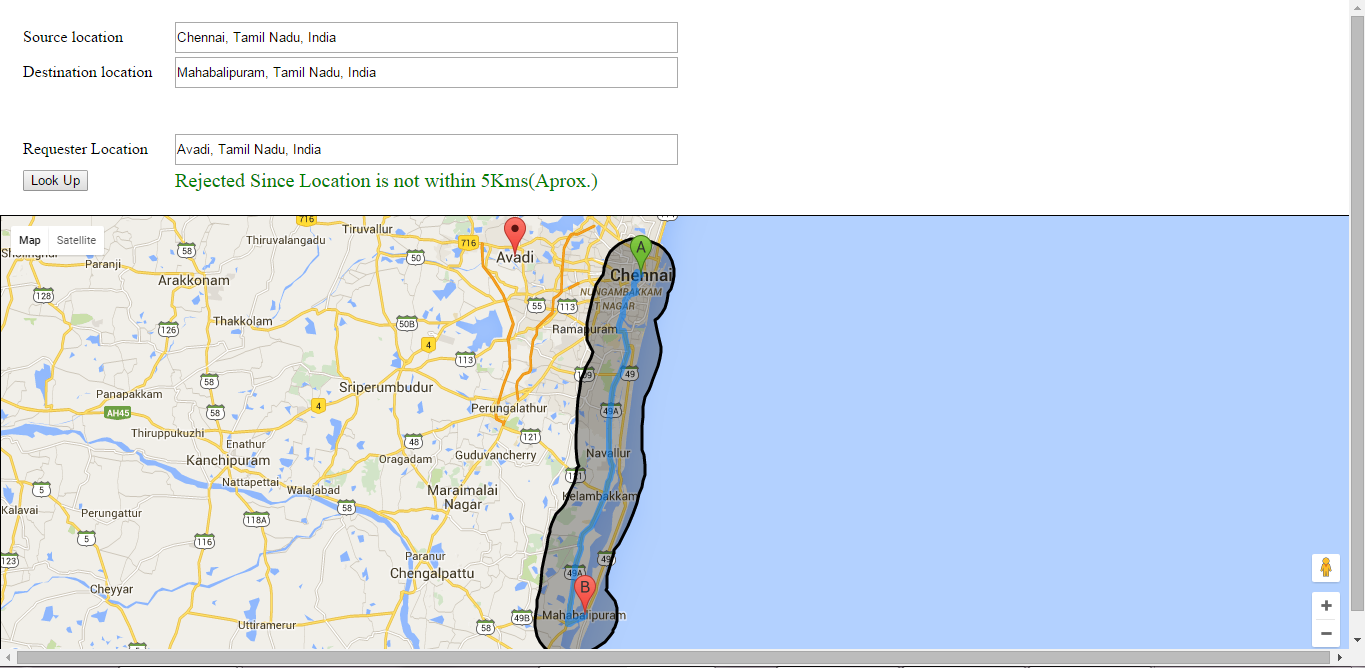 Source location
Chennai, Tamil Nadu, India
Destination location
Mahabalipuram, Tamil Nadu, India
Requester Location
Avadi, Tamil Nadu, India
Look Up
Rejected Since Location is not within 5Kms(Aprox.)
716
Tiruvallur
Map
Satellite
Thiruvalangadu
716
A
58
50
Avadi
Paranji
Arakkonam
Chennai
128
NUNGAMBAKKAM
55
113
T NAGAR
Thakkolam
50B
126
Ramapuram
4
113
58
109
49
Sriperumbudur
Panapakkam
4
Perungalathur
AH45
58
49A
Thiruppukuzhi
121
48
Enathur
Navallur
Kanchipuram
Oragadam
Guduvancherry
Nattapettai
Walajabad
Maraimalai
Nagar
5
Kelambakkam
58
Kalavai
Perungattur
118A
5
116
Paranur
123
49
49A
Chengalpattu
Cheyyar
B
49B
Mahabalipuram
Uttiramerur
58